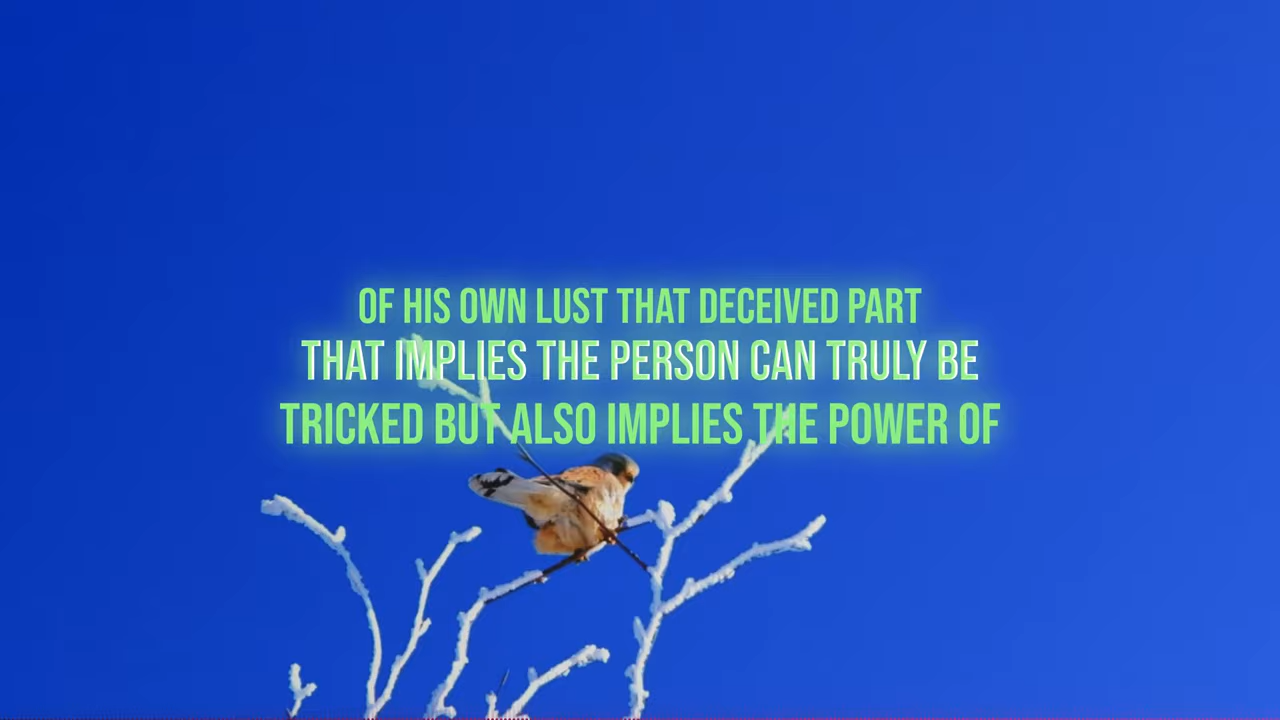 OF HIS OWN LUST THAT DECEIVED PART
THAT IMPLIES THE PERSON CAN TRULY BE
TRICKED BUT ALSO IMPLIES THE POWER OF